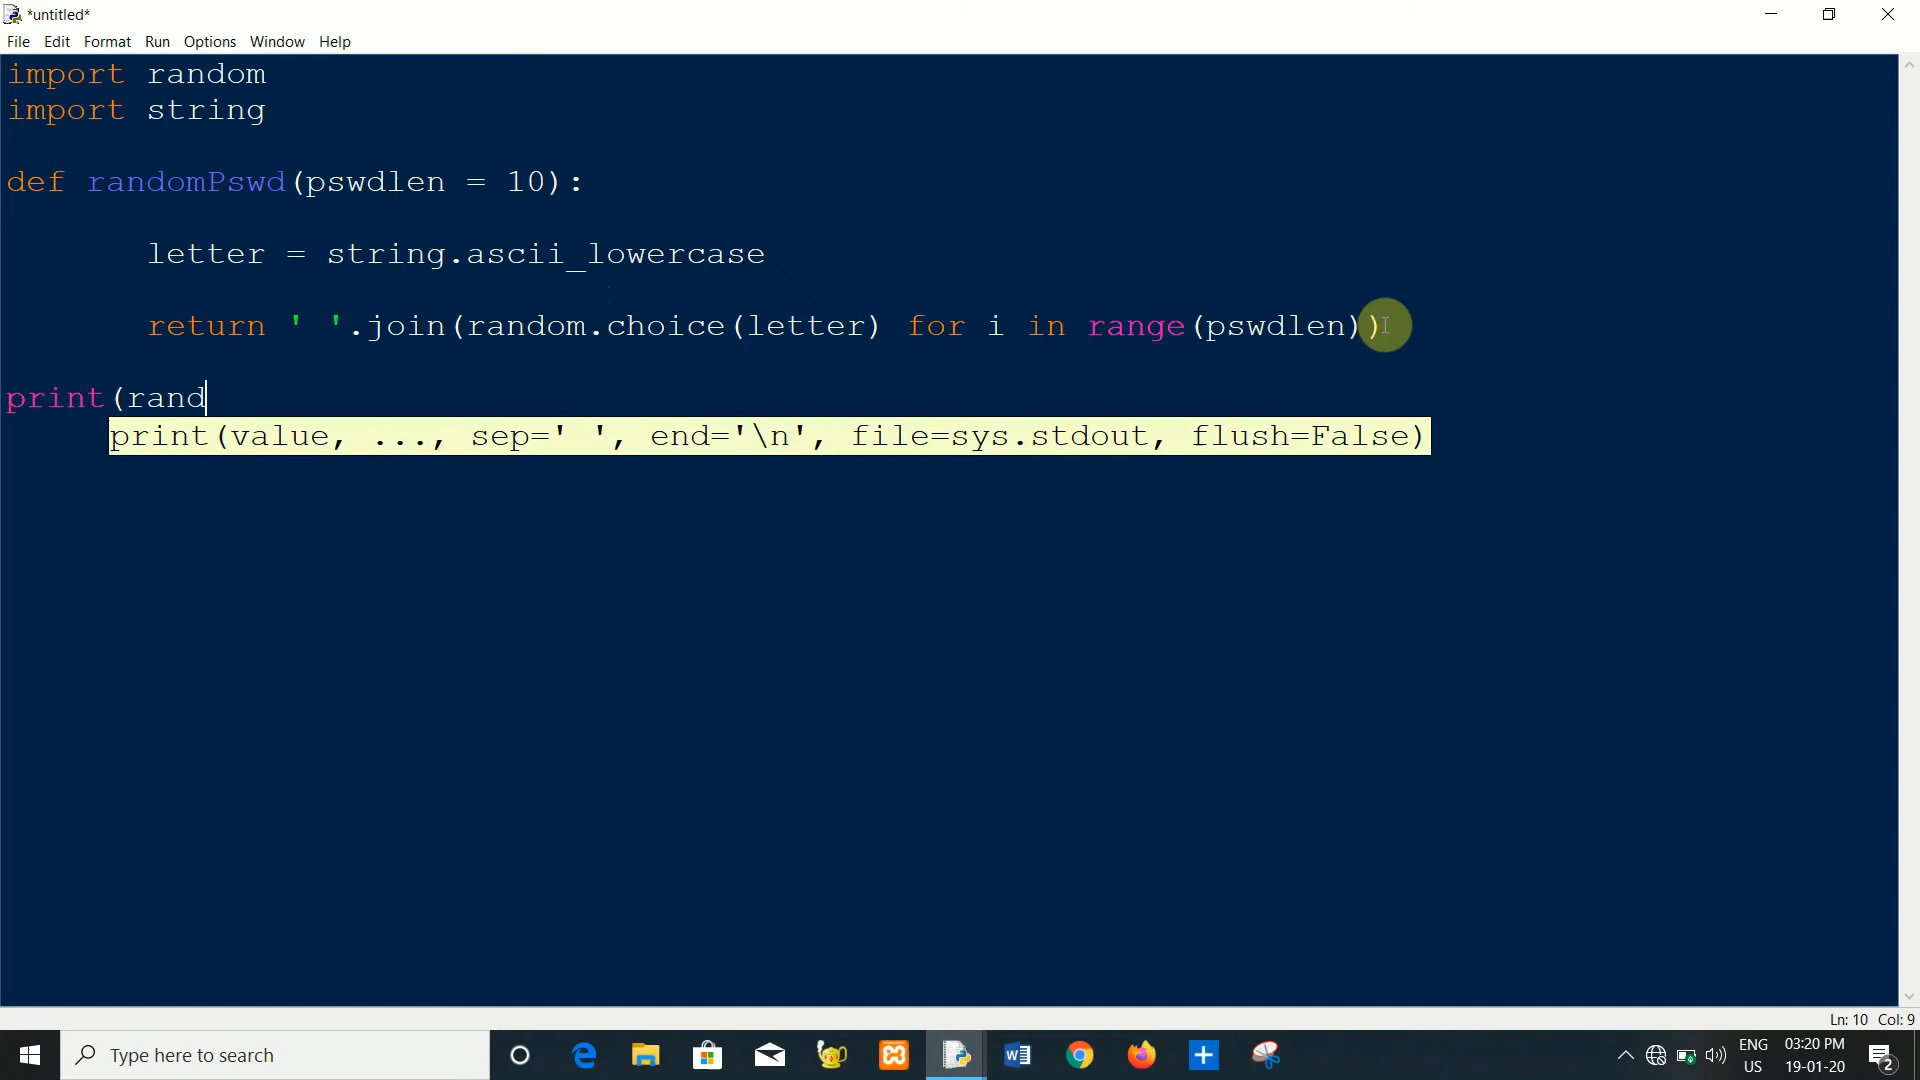 *untitled*
File Edit Format Run Options Window Help
import random
import string
def randomPswd(pswdlen = 10):
letter = string.ascii_lowercase
return ' '.join(random.choice(letter) for i in range(pswdlen))
print(rand
print(value, ..., sep=' ', end='\n', file=sys.stdout, flush=False)
Ln: 10 Col: 9
Type here to search
ENG
US
03:20 PM
19-01-20
2